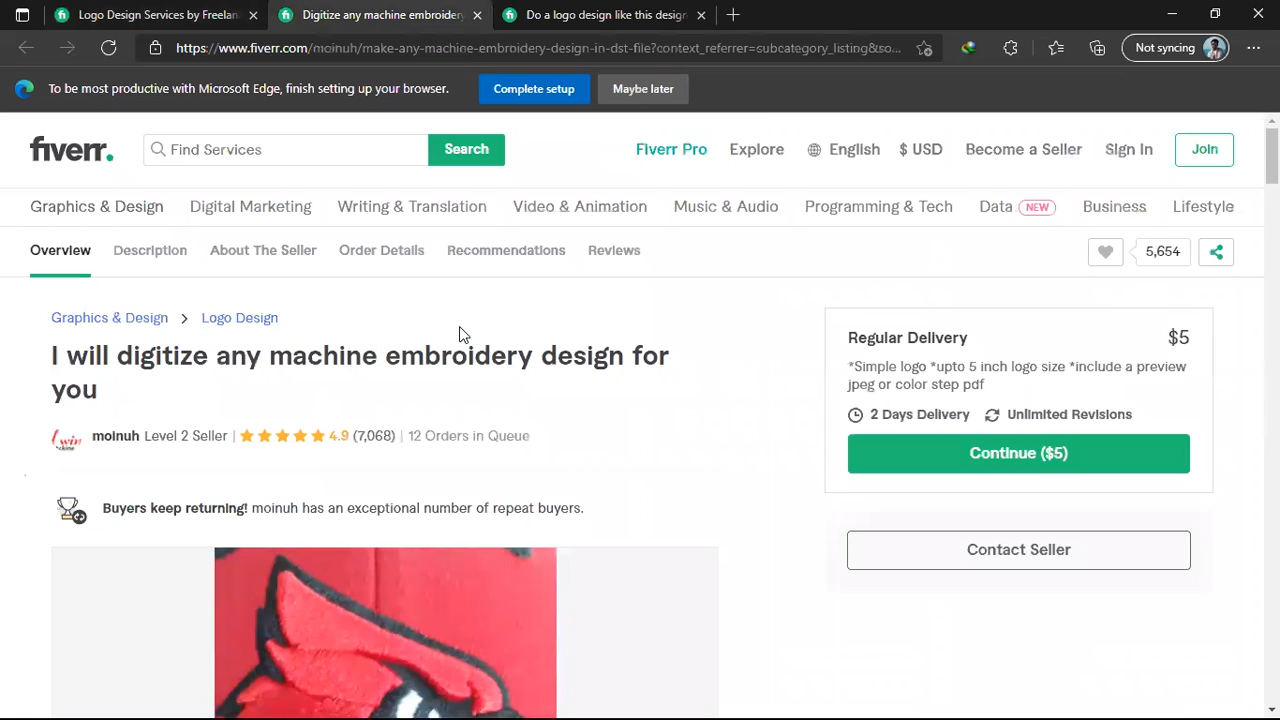 Logo Design Services by Freelan
Digitize any machine embroidery
Do a logo design like this design
https://www.fiverr.com/moinuh/make-any-machine-embroidery-design-in-dst-file?context_referrer=subcategory_listing&so...
Not syncing
To be most productive with Microsoft Edge, finish setting up your browser.
Complete setup
Maybe later
fiverr.
Find Services
Search
Fiverr Pro
Explore
English
$ USD
Become a Seller
Sign In
Join
Graphics & Design
Digital Marketing
Writing & Translation
Video & Animation
Music & Audio
Programming & Tech
Data NEW
Business
Lifestyle
Overview
Description
About The Seller
Order Details
Recommendations
Reviews
5,654
Graphics & Design > Logo Design
I will digitize any machine embroidery design for
you
moinuh Level 2 Seller | 4.9 (7,068) | 12 Orders in Queue
Buyers keep returning! moinuh has an exceptional number of repeat buyers.
Regular Delivery
$5
*Simple logo *upto 5 inch logo size *include a preview
jpeg or color step pdf
2 Days Delivery
Unlimited Revisions
Continue ($5)
Contact Seller